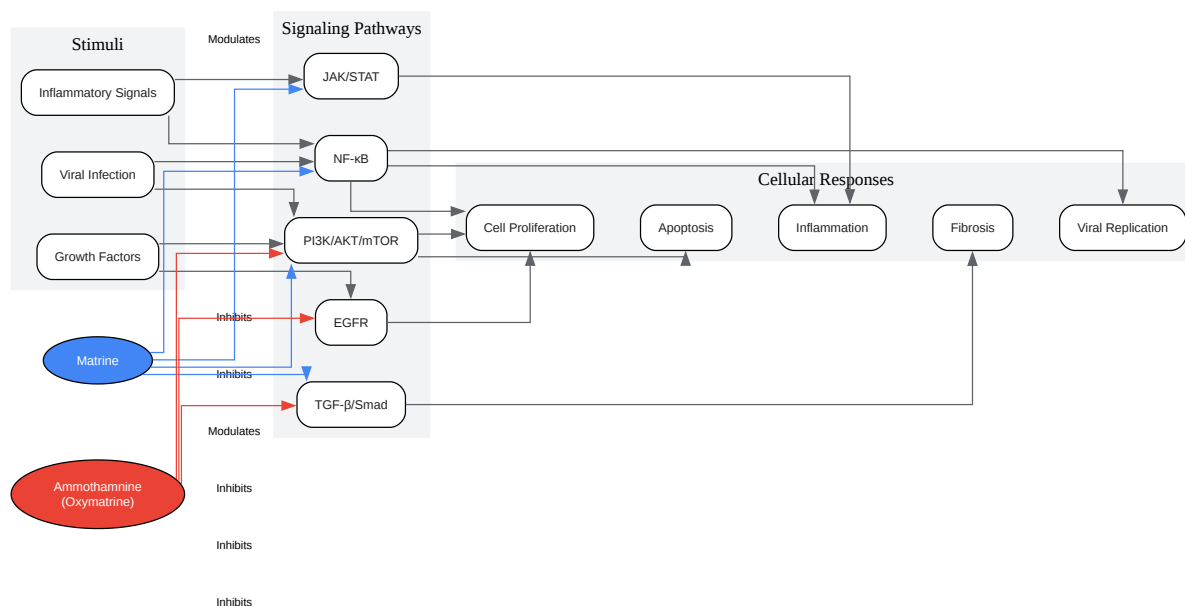 Stimuli
Inflammatory Signals
Viral Infection
Growth Factors
Matrine
Ammothamnine
(Oxymatrine)
Modulates
Inhibits
Inhibits
Modulates
Inhibits
Inhibits
Inhibits
Signaling Pathways
JAK/STAT
NF-κB
PI3K/AKT/mTOR
EGFR
TGF-β/Smad
Cellular Responses
Cell Proliferation
Apoptosis
Inflammation
Fibrosis
Viral Replication